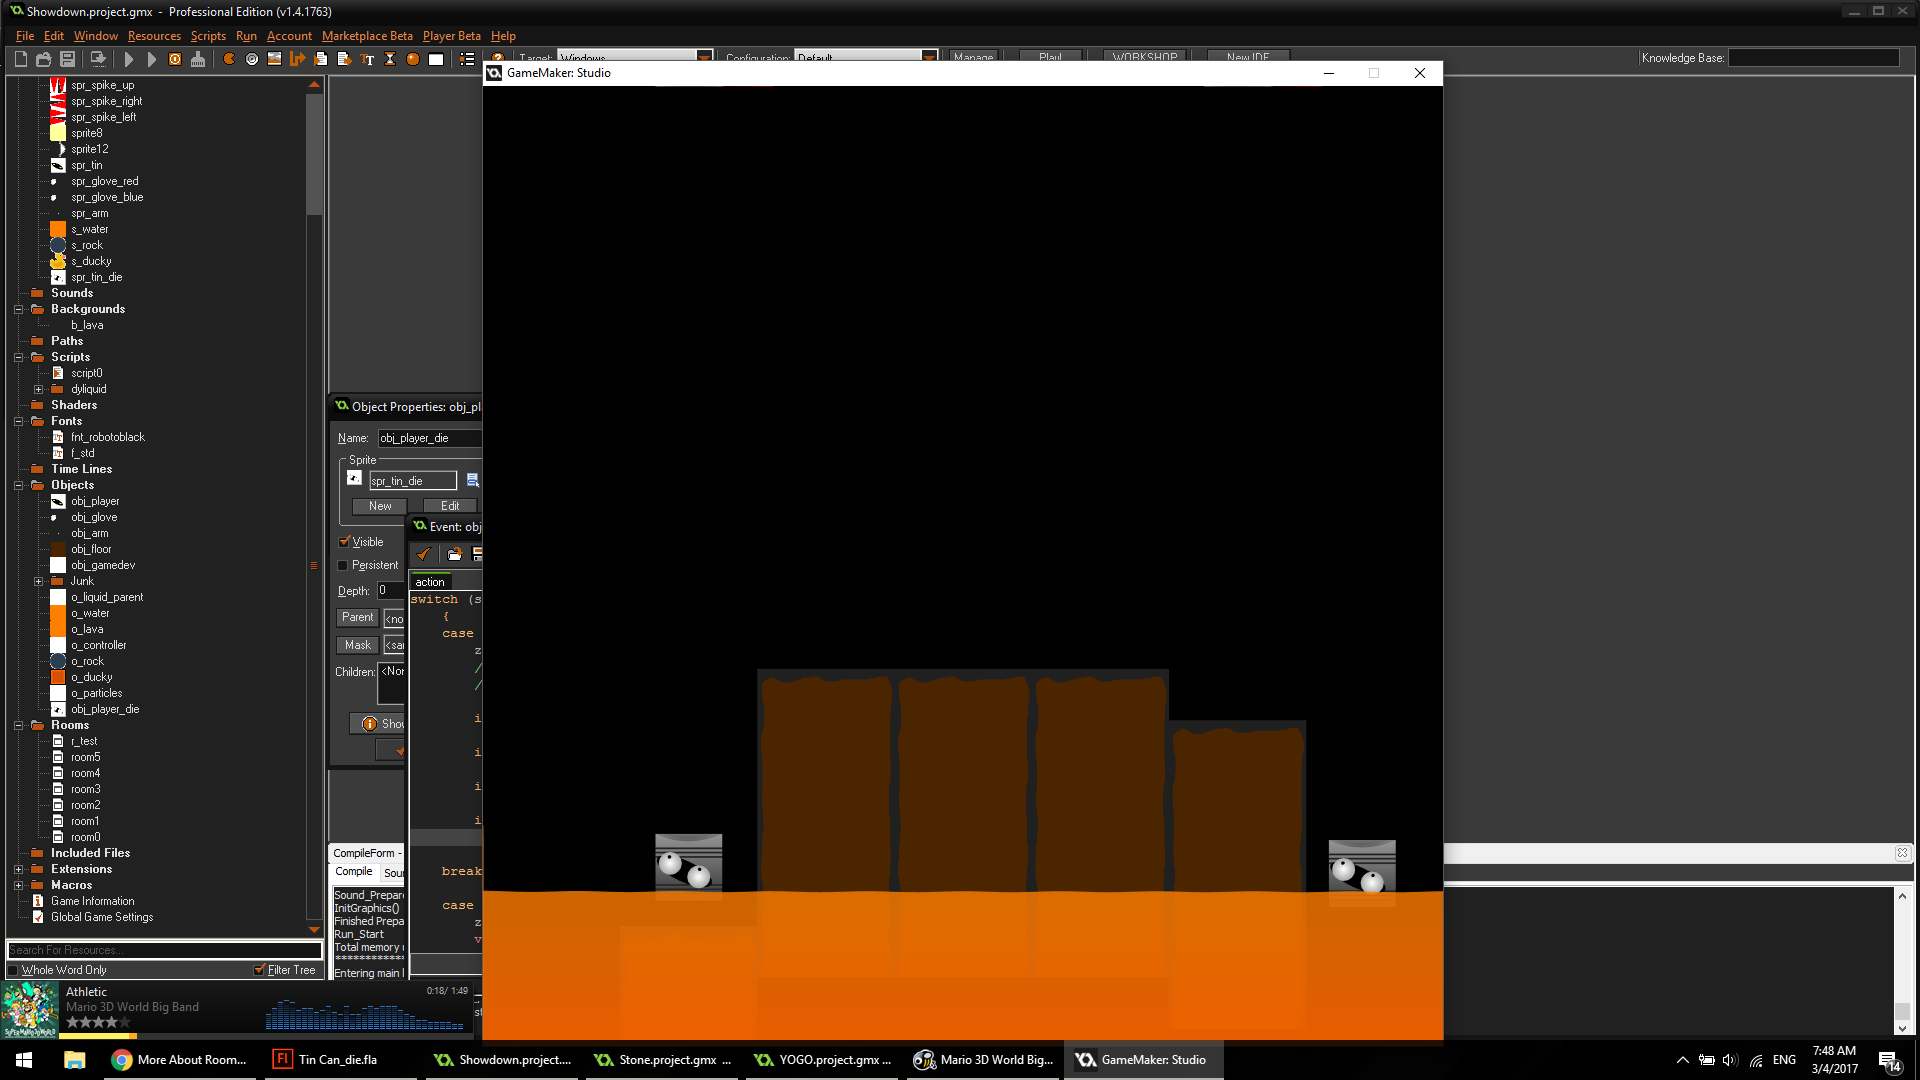 Showdown.project.gmx  -  Professional Edition (v1.4.1763)
File Edit Window Resources Scripts Run Account Marketplace Beta Player Beta Help
Target: Windows Configuration: Default Manage Play! WORKSHOP New IDE Knowledge Base:
GameMaker: Studio
spr_spike_up
spr_spike_right
spr_spike_left
sprite8
sprite12
spr_tin
spr_glove_red
spr_glove_blue
spr_arm
s_water
s_rock
s_ducky
spr_tin_die
Sounds
Backgrounds
b_lava
Paths
Scripts
script0
dyliquid
Shaders
Fonts
fnt_robotoblack
f_std
Time Lines
Objects
obj_player
obj_glove
obj_arm
obj_floor
obj_gamedev
Junk
o_liquid_parent
o_water
o_lava
o_controller
o_rock
o_ducky
o_particles
obj_player_die
Rooms
r_test
room5
room4
room3
room2
room1
room0
Included Files
Extensions
Macros
Game Information
Global Game Settings
Search For Resources...
Whole Word Only Filter Tree
Object Properties: obj_pl
Name: obj_player_die
Sprite
spr_tin_die
New Edit
Visible
Persistent
Depth: 0
Parent <no
Mask <sa
Children: <Nor
Show
Event: obj
action
switch (s
{
case
z
/
/
i
i
i
i
break
case
z
v
CompileForm -
Compile Sour
Sound_Prepare
InitGraphics()
Finished Prepa
Run_Start
Total memory u
************
Entering main l
Athletic
0:18/ 1:49
Mario 3D World Big Band
More About Room...
Tin Can_die.fla
Showdown.project....
Stone.project.gmx ...
YOGO.project.gmx ...
Mario 3D World Big...
GameMaker: Studio
ENG
7:48 AM
3/4/2017
14